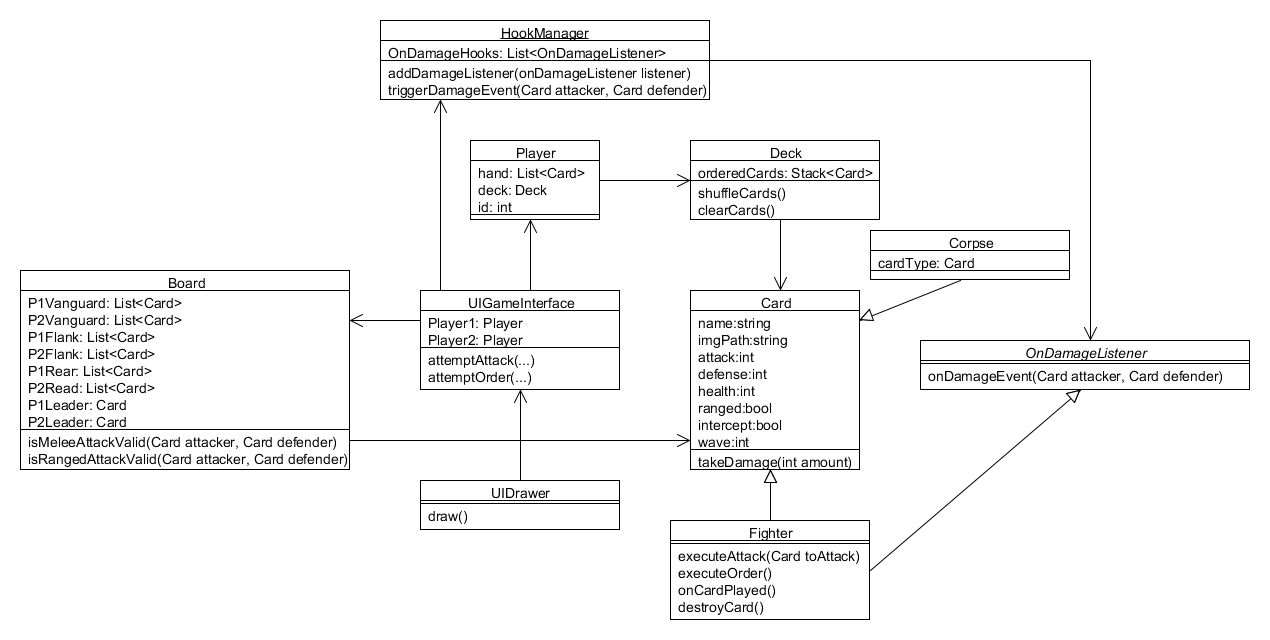 HookManager
OnDamageHooks: List<OnDamageListener>
addDamageListener(onDamageListener listener)
triggerDamageEvent(Card attacker, Card defender)
Player
hand: List<Card>
deck: Deck
id: int
Deck
orderedCards: Stack<Card>
shuffleCards()
clearCards()
Corpse
cardType: Card
Board
P1Vanguard: List<Card>
P2Vanguard: List<Card>
P1Flank: List<Card>
P2Flank: List<Card>
P1Rear: List<Card>
P2Read: List<Card>
P1Leader: Card
P2Leader: Card
isMeleeAttackValid(Card attacker, Card defender)
isRangedAttackValid(Card attacker, Card defender)
UIGameInterface
Player1: Player
Player2: Player
attemptAttack(...)
attemptOrder(...)
Card
name:string
imgPath:string
attack:int
defense:int
health:int
ranged:bool
intercept:bool
wave:int
takeDamage(int amount)
OnDamageListener
onDamageEvent(Card attacker, Card defender)
UIDrawer
draw()
Fighter
executeAttack(Card toAttack)
executeOrder()
onCardPlayed()
destroyCard()